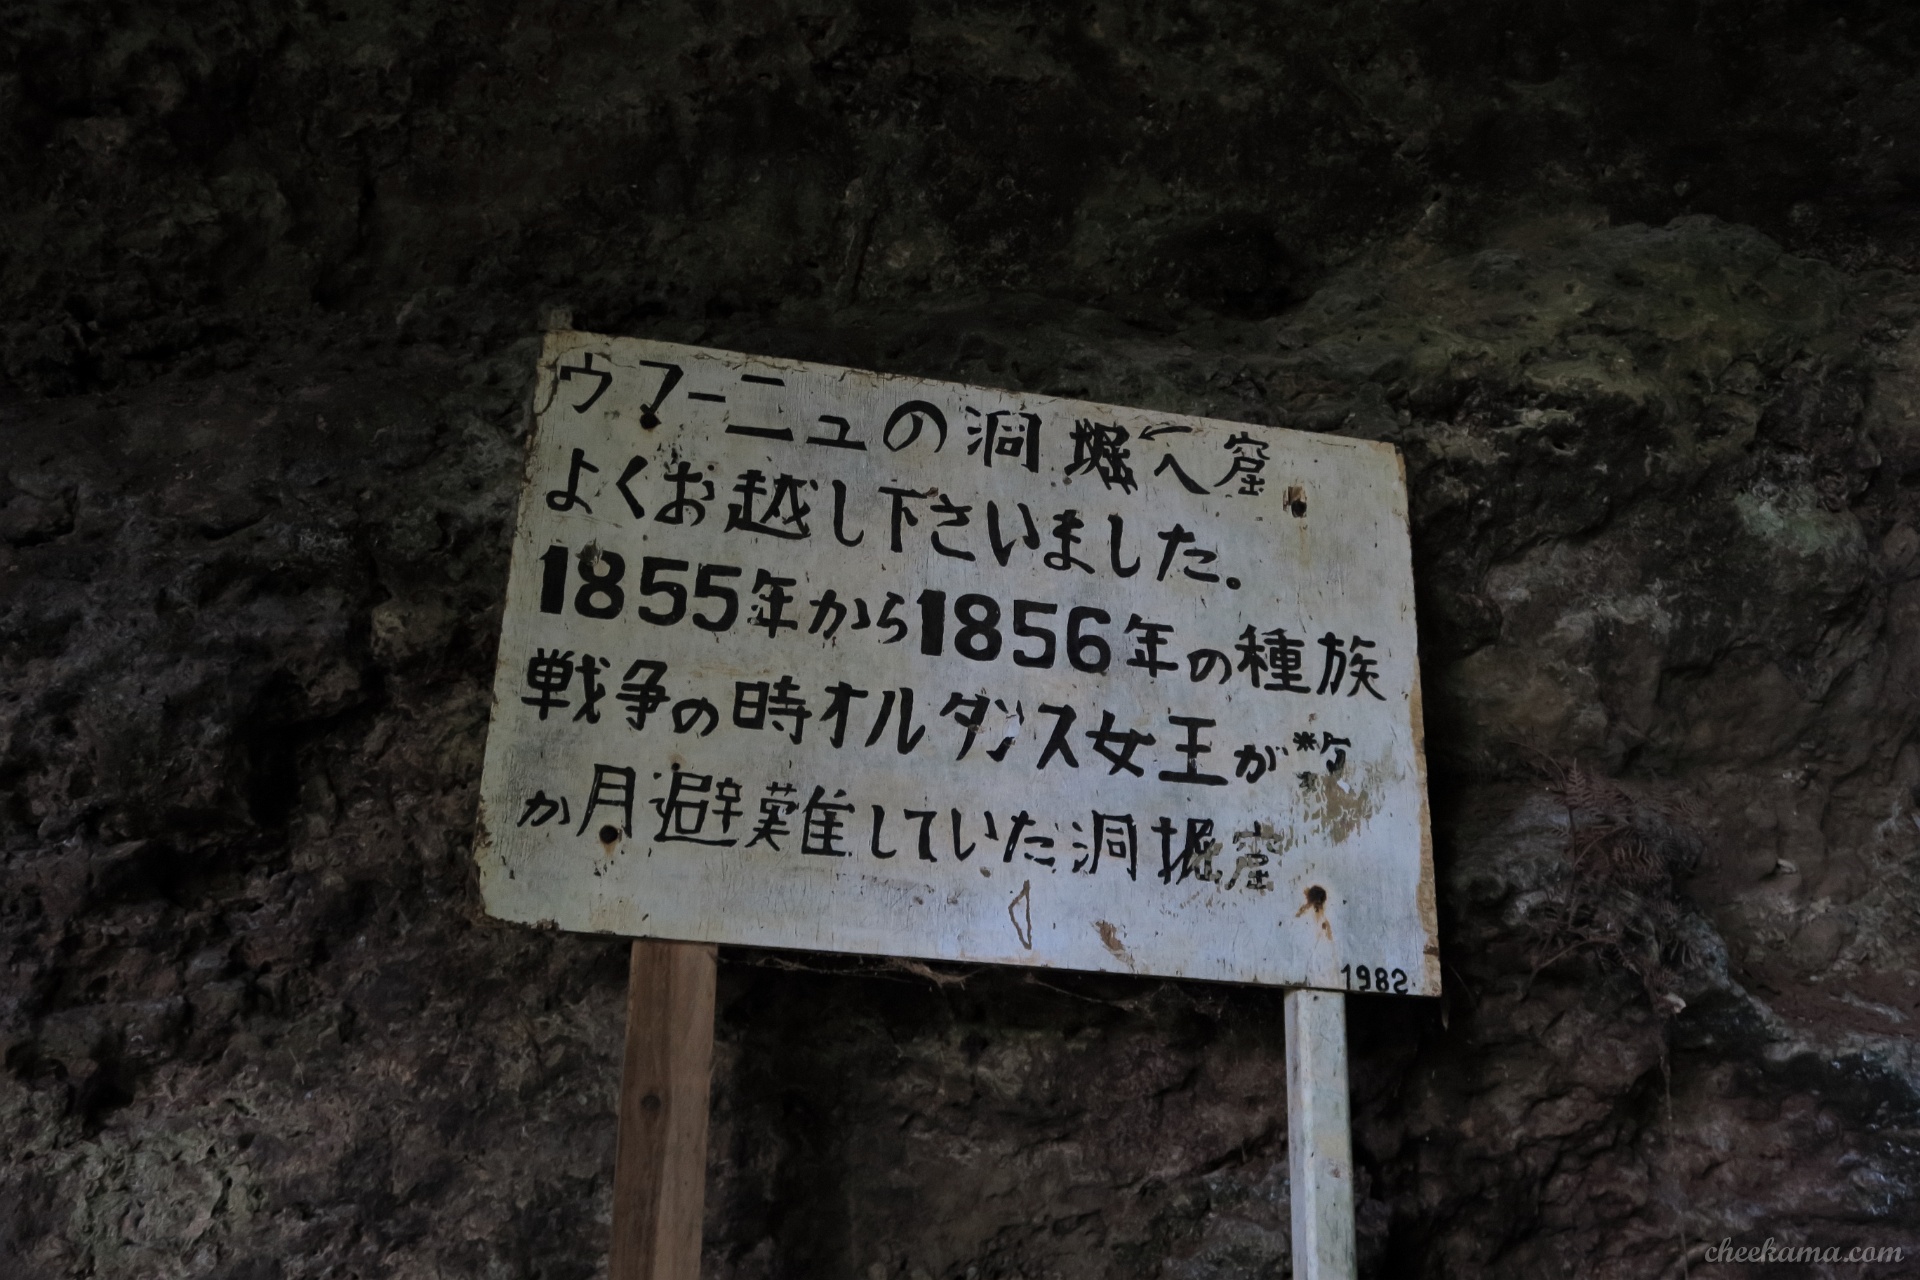 ウマーニュの洞堀へ窟
よくお越し下さいました。
1855年から1856年の種族
戦争の時オルタンス女王が数
か月避難していた洞堀窟
1982
cheekama.com